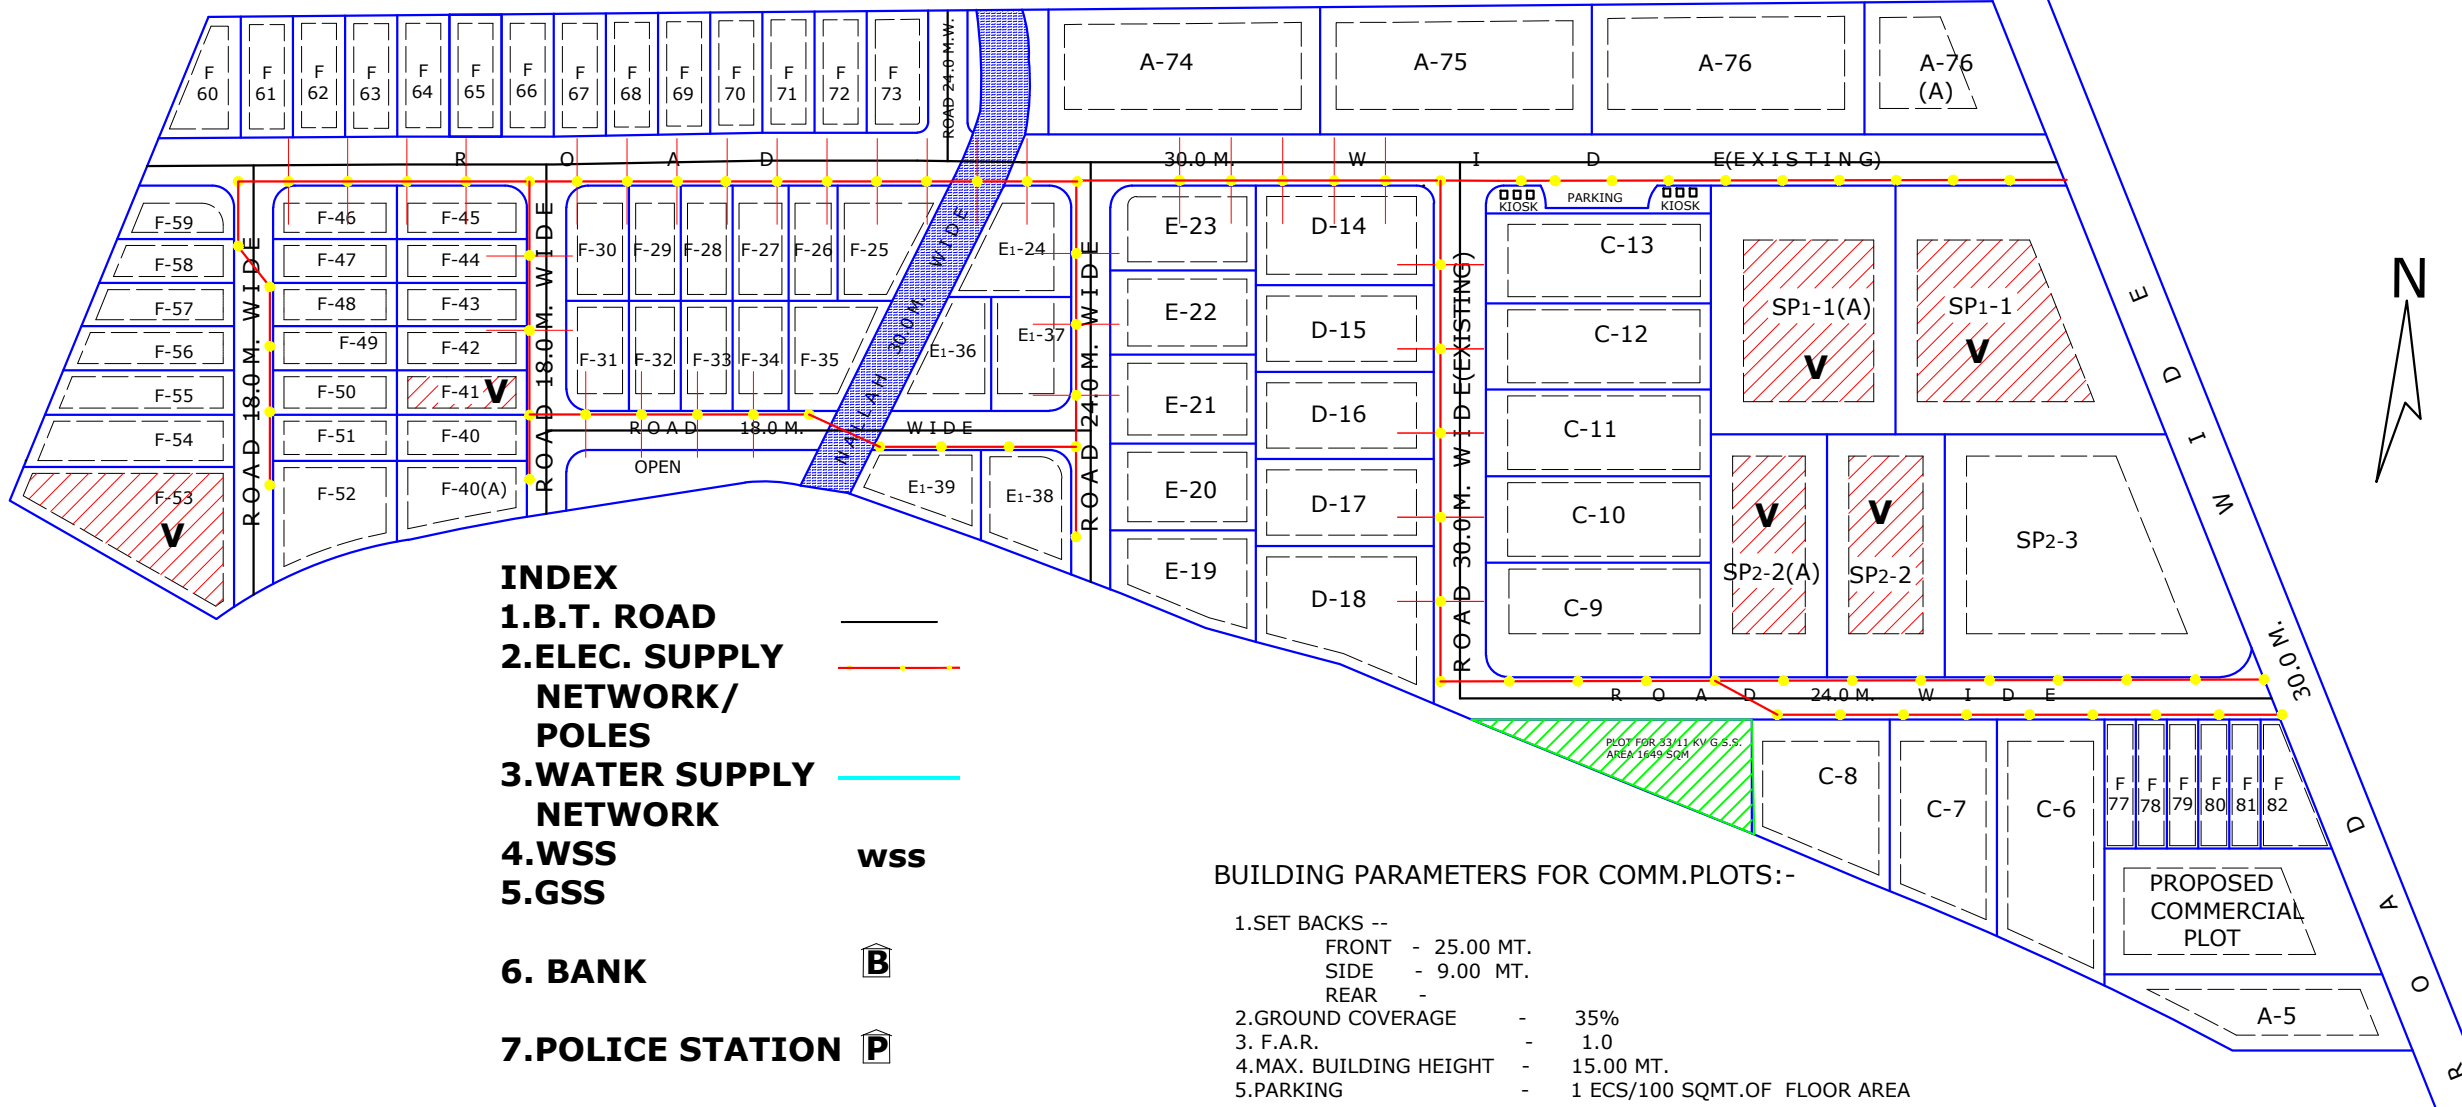 F 60
F 61
F 62
F 63
F 64
F 65
F 66
F 67
F 68
F 69
F 70
F 71
F 72
F 73
ROAD 24.0 M.W.
A-74
A-75
A-76
A-76 (A)
R O A D 30.0 M. W I D E(EXISTING)
F-59
F-58
F-57
F-56
F-55
F-54
F-53
V
ROAD 18.0 M. WIDE
F-46
F-47
F-48
F-49
F-50
F-51
F-52
F-45
F-44
F-43
F-42
F-41 V
F-40
F-40(A)
ROAD 18.0 M. WIDE
F-30
F-29
F-28
F-27
F-26
F-25
F-31
F-32
F-33
F-34
F-35
NALLAH 30.0 M. WIDE
E1-24
E1-36
E1-37
ROAD 18.0 M. WIDE
OPEN
E1-39
E1-38
ROAD 24.0 M. WIDE
E-23
E-22
E-21
E-20
E-19
D-14
D-15
D-16
D-17
D-18
ROAD 30.0 M. WIDE(EXISTING)
KIOSK
PARKING
KIOSK
C-13
C-12
C-11
C-10
C-9
SP1-1(A)
V
SP1-1
V
V
SP2-2(A)
V
SP2-2
SP2-3
ROAD 24.0 M. WIDE
R O A D 30.0 M. W I D E
N
PLOT FOR 33/11 KV G.S.S.
AREA 1649 SQM
C-8
C-7
C-6
F 77
F 78
F 79
F 80
F 81
F 82
PROPOSED
COMMERCIAL
PLOT
A-5
INDEX
1.B.T. ROAD
2.ELEC. SUPPLY
NETWORK/
POLES
3.WATER SUPPLY
NETWORK
4.WSS wss
5.GSS
6. BANK B
7.POLICE STATION P
BUILDING PARAMETERS FOR COMM.PLOTS:-
1.SET BACKS --
FRONT - 25.00 MT.
SIDE - 9.00 MT.
REAR -
2.GROUND COVERAGE - 35%
3. F.A.R. - 1.0
4.MAX. BUILDING HEIGHT - 15.00 MT.
5.PARKING - 1 ECS/100 SQMT.OF FLOOR AREA